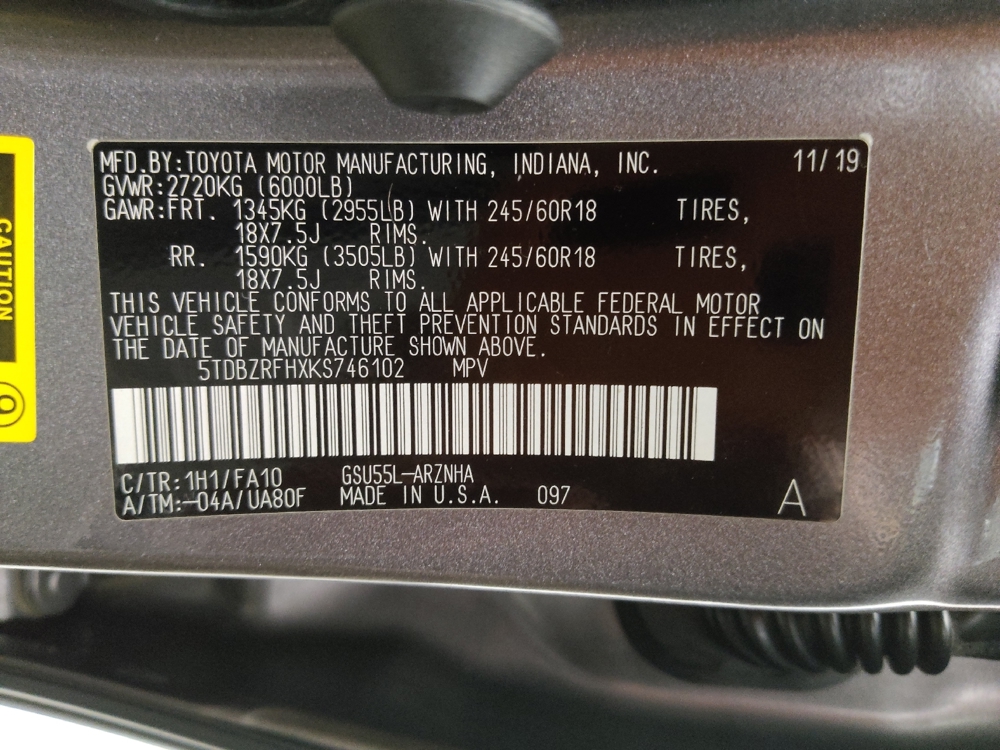 MFD.BY:TOYOTA MOTOR MANUFACTURING, INDIANA, INC. 11/19
GVWR:2720KG (6000LB)
GAWR:FRT. 1345KG (2955LB) WITH 245/60R18 TIRES,
18X7.5J RIMS.
RR. 1590KG (3505LB) WITH 245/60R18 TIRES,
18X7.5J RIMS.
THIS VEHICLE CONFORMS TO ALL APPLICABLE FEDERAL MOTOR
VEHICLE SAFETY AND THEFT PREVENTION STANDARDS IN EFFECT ON
THE DATE OF MANUFACTURE SHOWN ABOVE.
5TDBZRFHXKS746102 MPV
C/TR:1H1/FA10 GSU55L-ARZNHA
A/TM:-04A/UA80F MADE IN U.S.A. 097 A
CAUTION